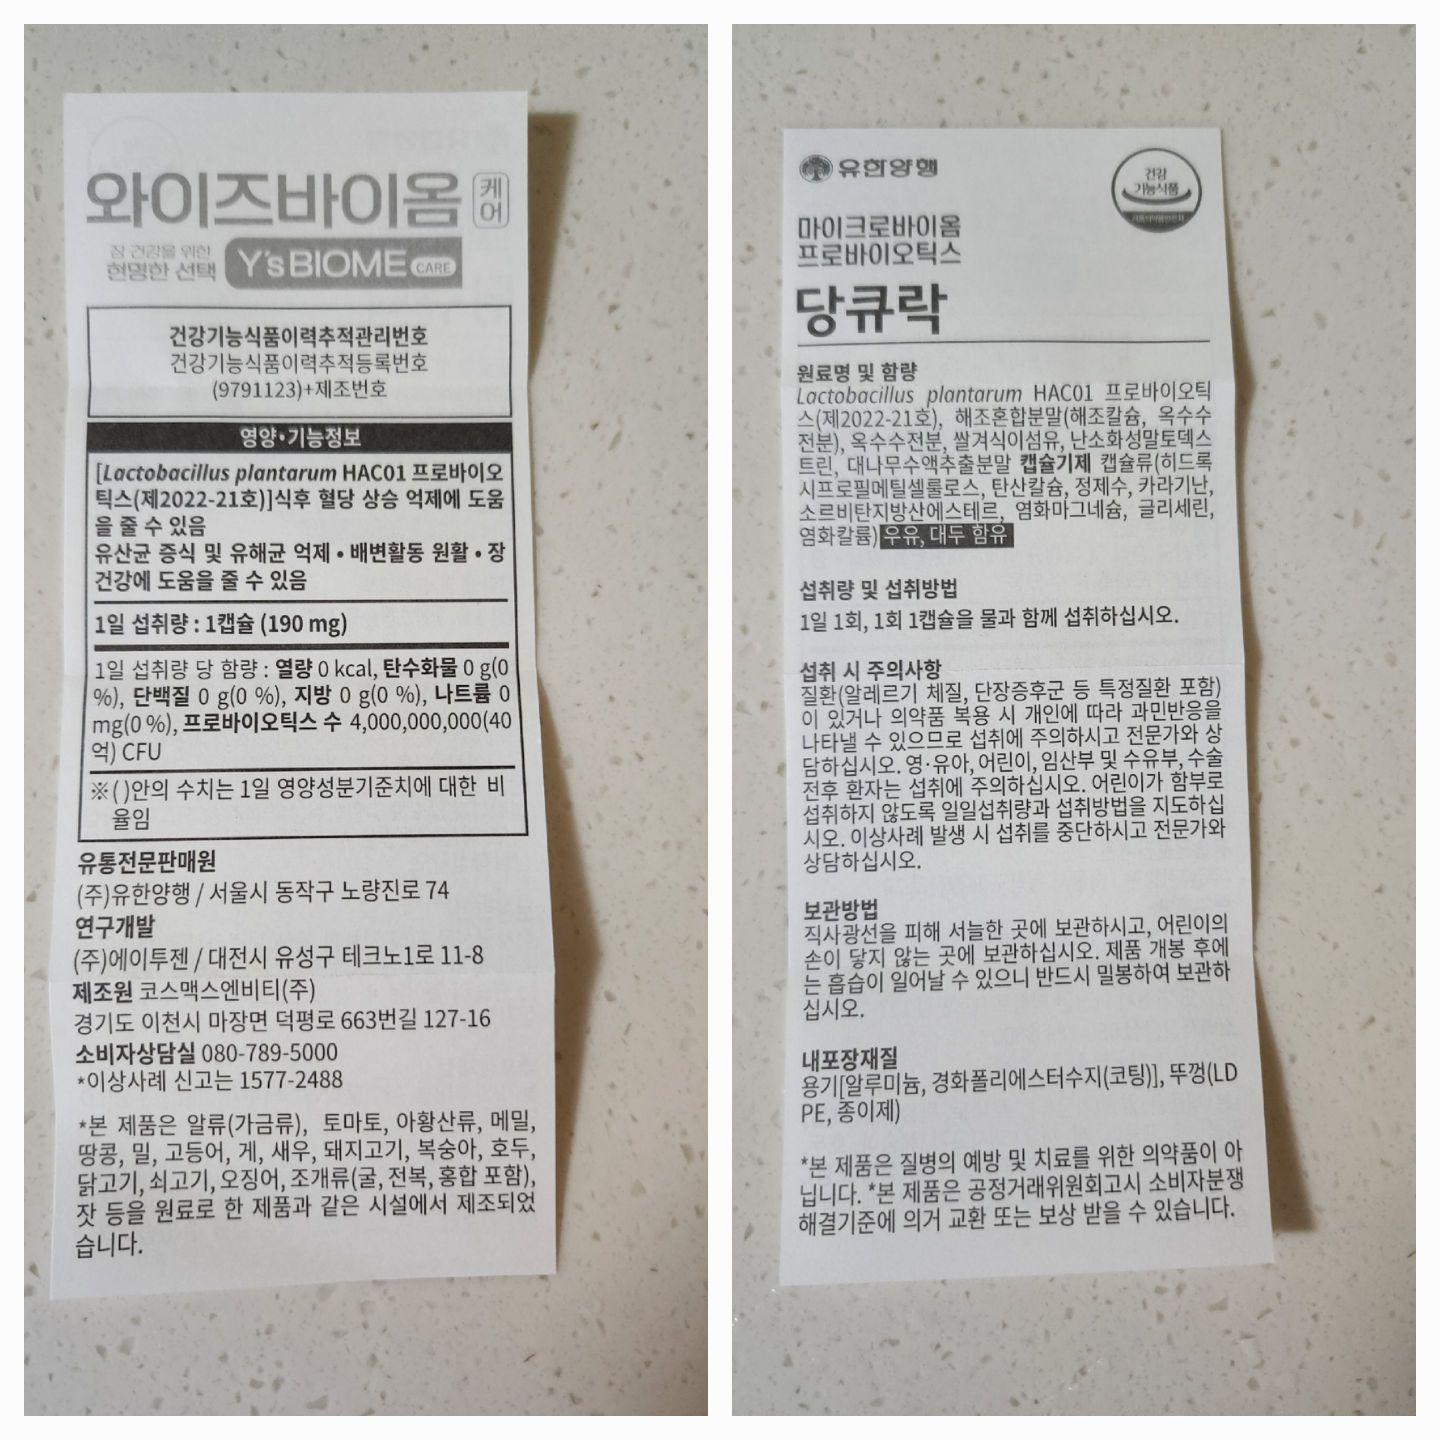 와이즈바이옴 케어
장 건강을 위한
현명한 선택 Y's BIOME CARE
건강기능식품이력추적관리번호
건강기능식품이력추적등록번호
(9791123)+제조번호
영양•기능정보
[Lactobacillus plantarum HAC01 프로바이오
틱스(제2022-21호)]식후 혈당 상승 억제에 도움
을 줄 수 있음
유산균 증식 및 유해균 억제 • 배변활동 원활 • 장
건강에 도움을 줄 수 있음
1일 섭취량 : 1캡슐 (190 mg)
1일 섭취량 당 함량 : 열량 0 kcal, 탄수화물 0 g(0
%), 단백질 0 g(0 %), 지방 0 g(0 %), 나트륨 0
mg(0 %), 프로바이오틱스 수 4,000,000,000(40
억) CFU
※( )안의 수치는 1일 영양성분기준치에 대한 비
율임
유통전문판매원
(주)유한양행 / 서울시 동작구 노량진로 74
연구개발
(주)에이투젠 / 대전시 유성구 테크노1로 11-8
제조원 코스맥스엔비티(주)
경기도 이천시 마장면 덕평로 663번길 127-16
소비자상담실 080-789-5000
*이상사례 신고는 1577-2488
*본 제품은 알류(가금류), 토마토, 아황산류, 메밀,
땅콩, 밀, 고등어, 게, 새우, 돼지고기, 복숭아, 호두,
닭고기, 쇠고기, 오징어, 조개류(굴, 전복, 홍합 포함),
잣 등을 원료로 한 제품과 같은 시설에서 제조되었
습니다.
유한양행
건강
기능식품
식품의약품안전처
마이크로바이옴
프로바이오틱스
당큐락
원료명 및 함량
Lactobacillus plantarum HAC01 프로바이오틱
스(제2022-21호), 해조혼합분말(해조칼슘, 옥수수
전분), 옥수수전분, 쌀겨식이섬유, 난소화성말토덱스
트린, 대나무수액추출분말 캡슐기제 캡슐류(히드록
시프로필메틸셀룰로스, 탄산칼슘, 정제수, 카라기난,
소르비탄지방산에스테르, 염화마그네슘, 글리세린,
염화칼륨) 우유, 대두 함유
섭취량 및 섭취방법
1일 1회, 1회 1캡슐을 물과 함께 섭취하십시오.
섭취 시 주의사항
질환(알레르기 체질, 단장증후군 등 특정질환 포함)
이 있거나 의약품 복용 시 개인에 따라 과민반응을
나타낼 수 있으므로 섭취에 주의하시고 전문가와 상
담하십시오. 영·유아, 어린이, 임산부 및 수유부, 수술
전후 환자는 섭취에 주의하십시오. 어린이가 함부로
섭취하지 않도록 일일섭취량과 섭취방법을 지도하십
시오. 이상사례 발생 시 섭취를 중단하시고 전문가와
상담하십시오.
보관방법
직사광선을 피해 서늘한 곳에 보관하시고, 어린이의
손이 닿지 않는 곳에 보관하십시오. 제품 개봉 후에
는 흡습이 일어날 수 있으니 반드시 밀봉하여 보관하
십시오.
내포장재질
용기[알루미늄, 경화폴리에스터수지(코팅)], 뚜껑(LD
PE, 종이제)
*본 제품은 질병의 예방 및 치료를 위한 의약품이 아
닙니다. *본 제품은 공정거래위원회고시 소비자분쟁
해결기준에 의거 교환 또는 보상 받을 수 있습니다.